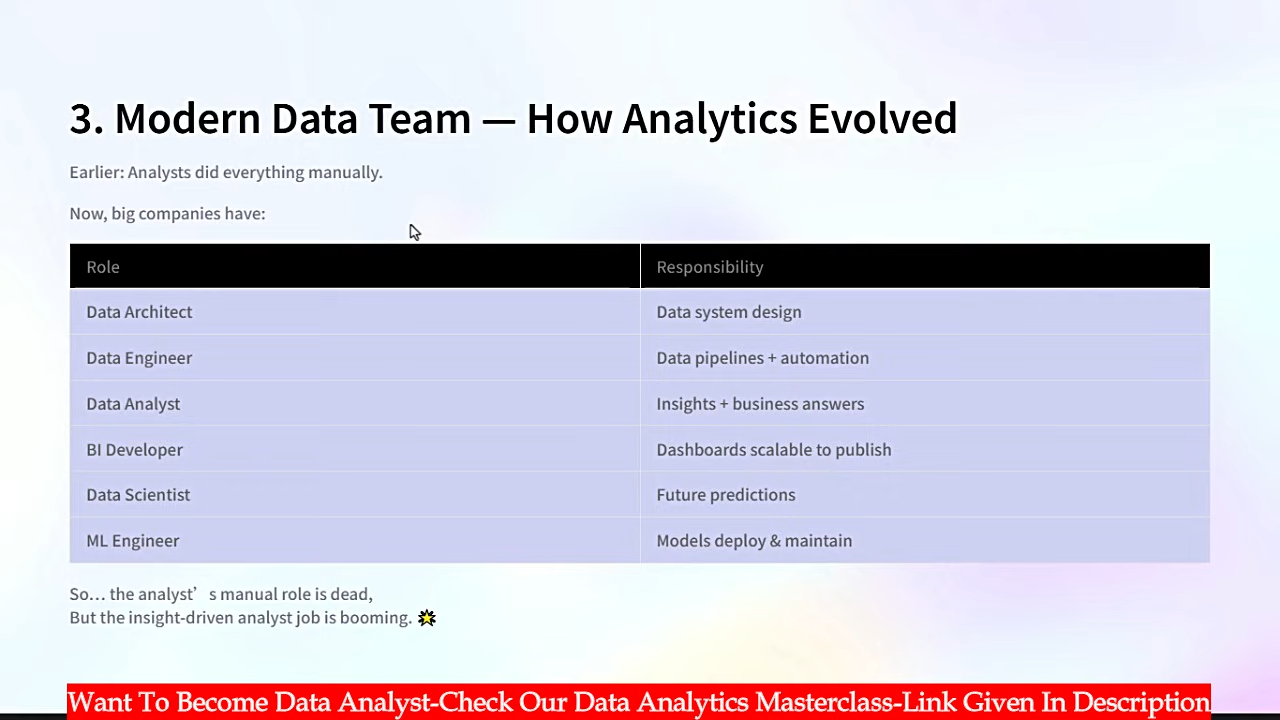 3. Modern Data Team — How Analytics Evolved
Earlier: Analysts did everything manually.
Now, big companies have:
Role Responsibility
Data Architect Data system design
Data Engineer Data pipelines + automation
Data Analyst Insights + business answers
BI Developer Dashboards scalable to publish
Data Scientist Future predictions
ML Engineer Models deploy & maintain
So… the analyst’s manual role is dead,
But the insight-driven analyst job is booming. 🌟
Want To Become Data Analyst-Check Our Data Analytics Masterclass-Link Given In Description